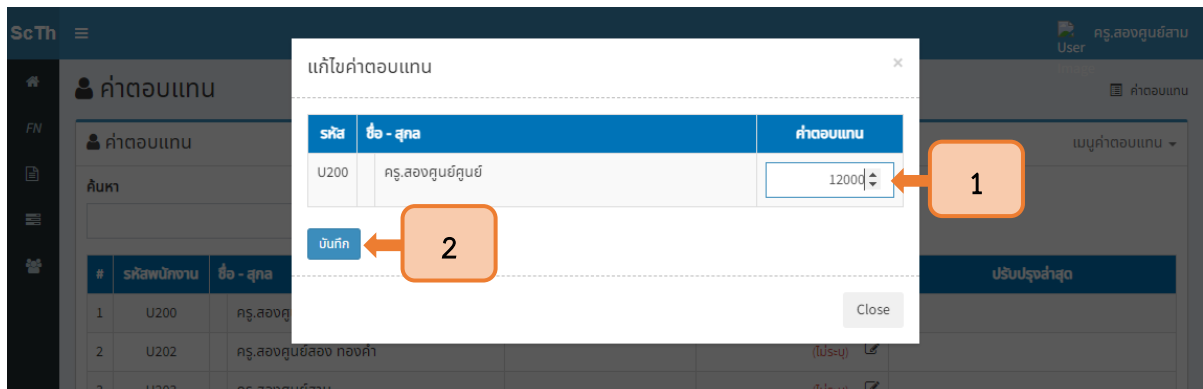 ScTh
ครู.สองศูนย์สาม
User
แก้ไขค่าตอบแทน ×
ค่าตอบแทน
ค่าตอบแทน
FN
ค่าตอบแทน
เมนูค่าตอบแทน
รหัส ชื่อ - สกุล ค่าตอบแทน
U200 ครู.สองศูนย์ศูนย์ 12000
1
ค้นหา
บันทึก
2
# รหัสพนักงาน ชื่อ - สกุล ปรับปรุงล่าสุด
Close
1 U200
2 U202 ครู.สองศูนย์สอง ทองคำ (ไม่ระบุ)